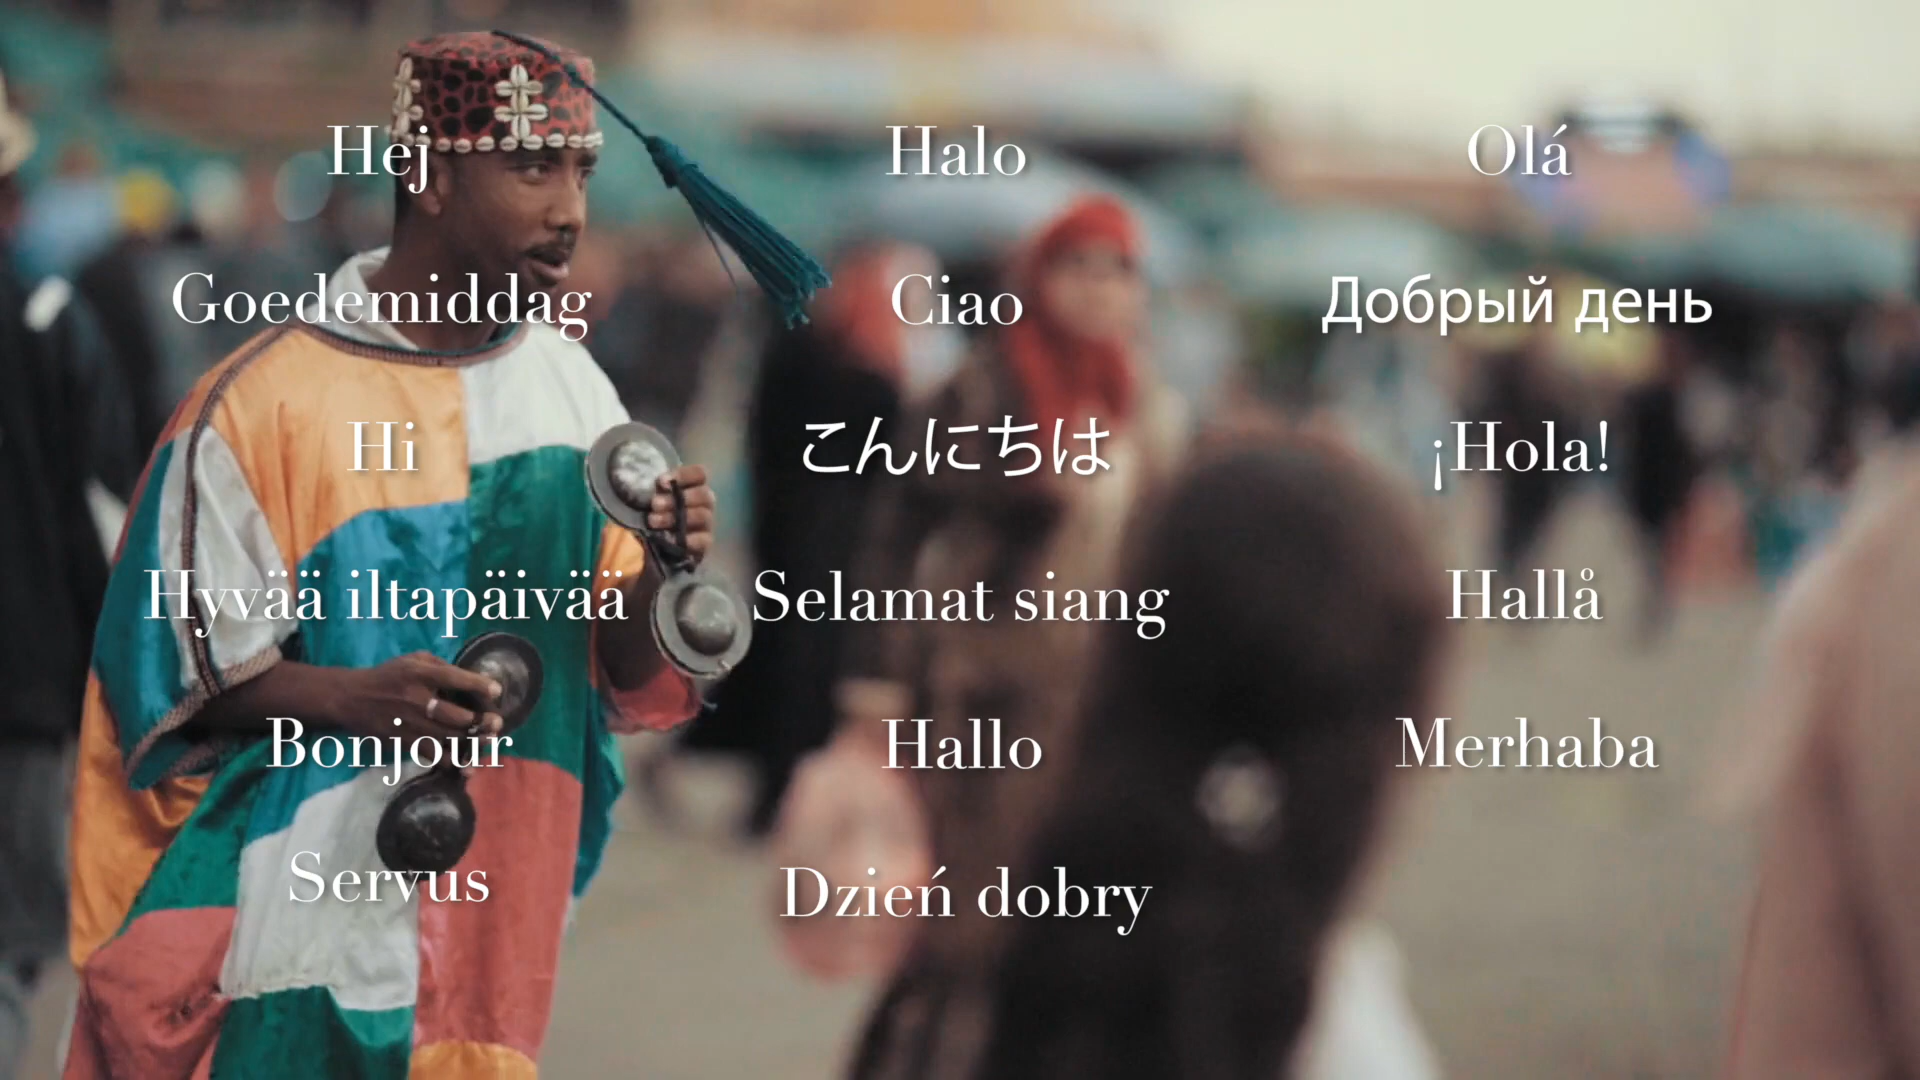 Hej
Halo
Olá
Goedemiddag
Ciao
Добрый день
Hi
こんにちは
¡Hola!
Hyvää iltapäivää
Selamat siang
Hallå
Bonjour
Hallo
Merhaba
Servus
Dzień dobry